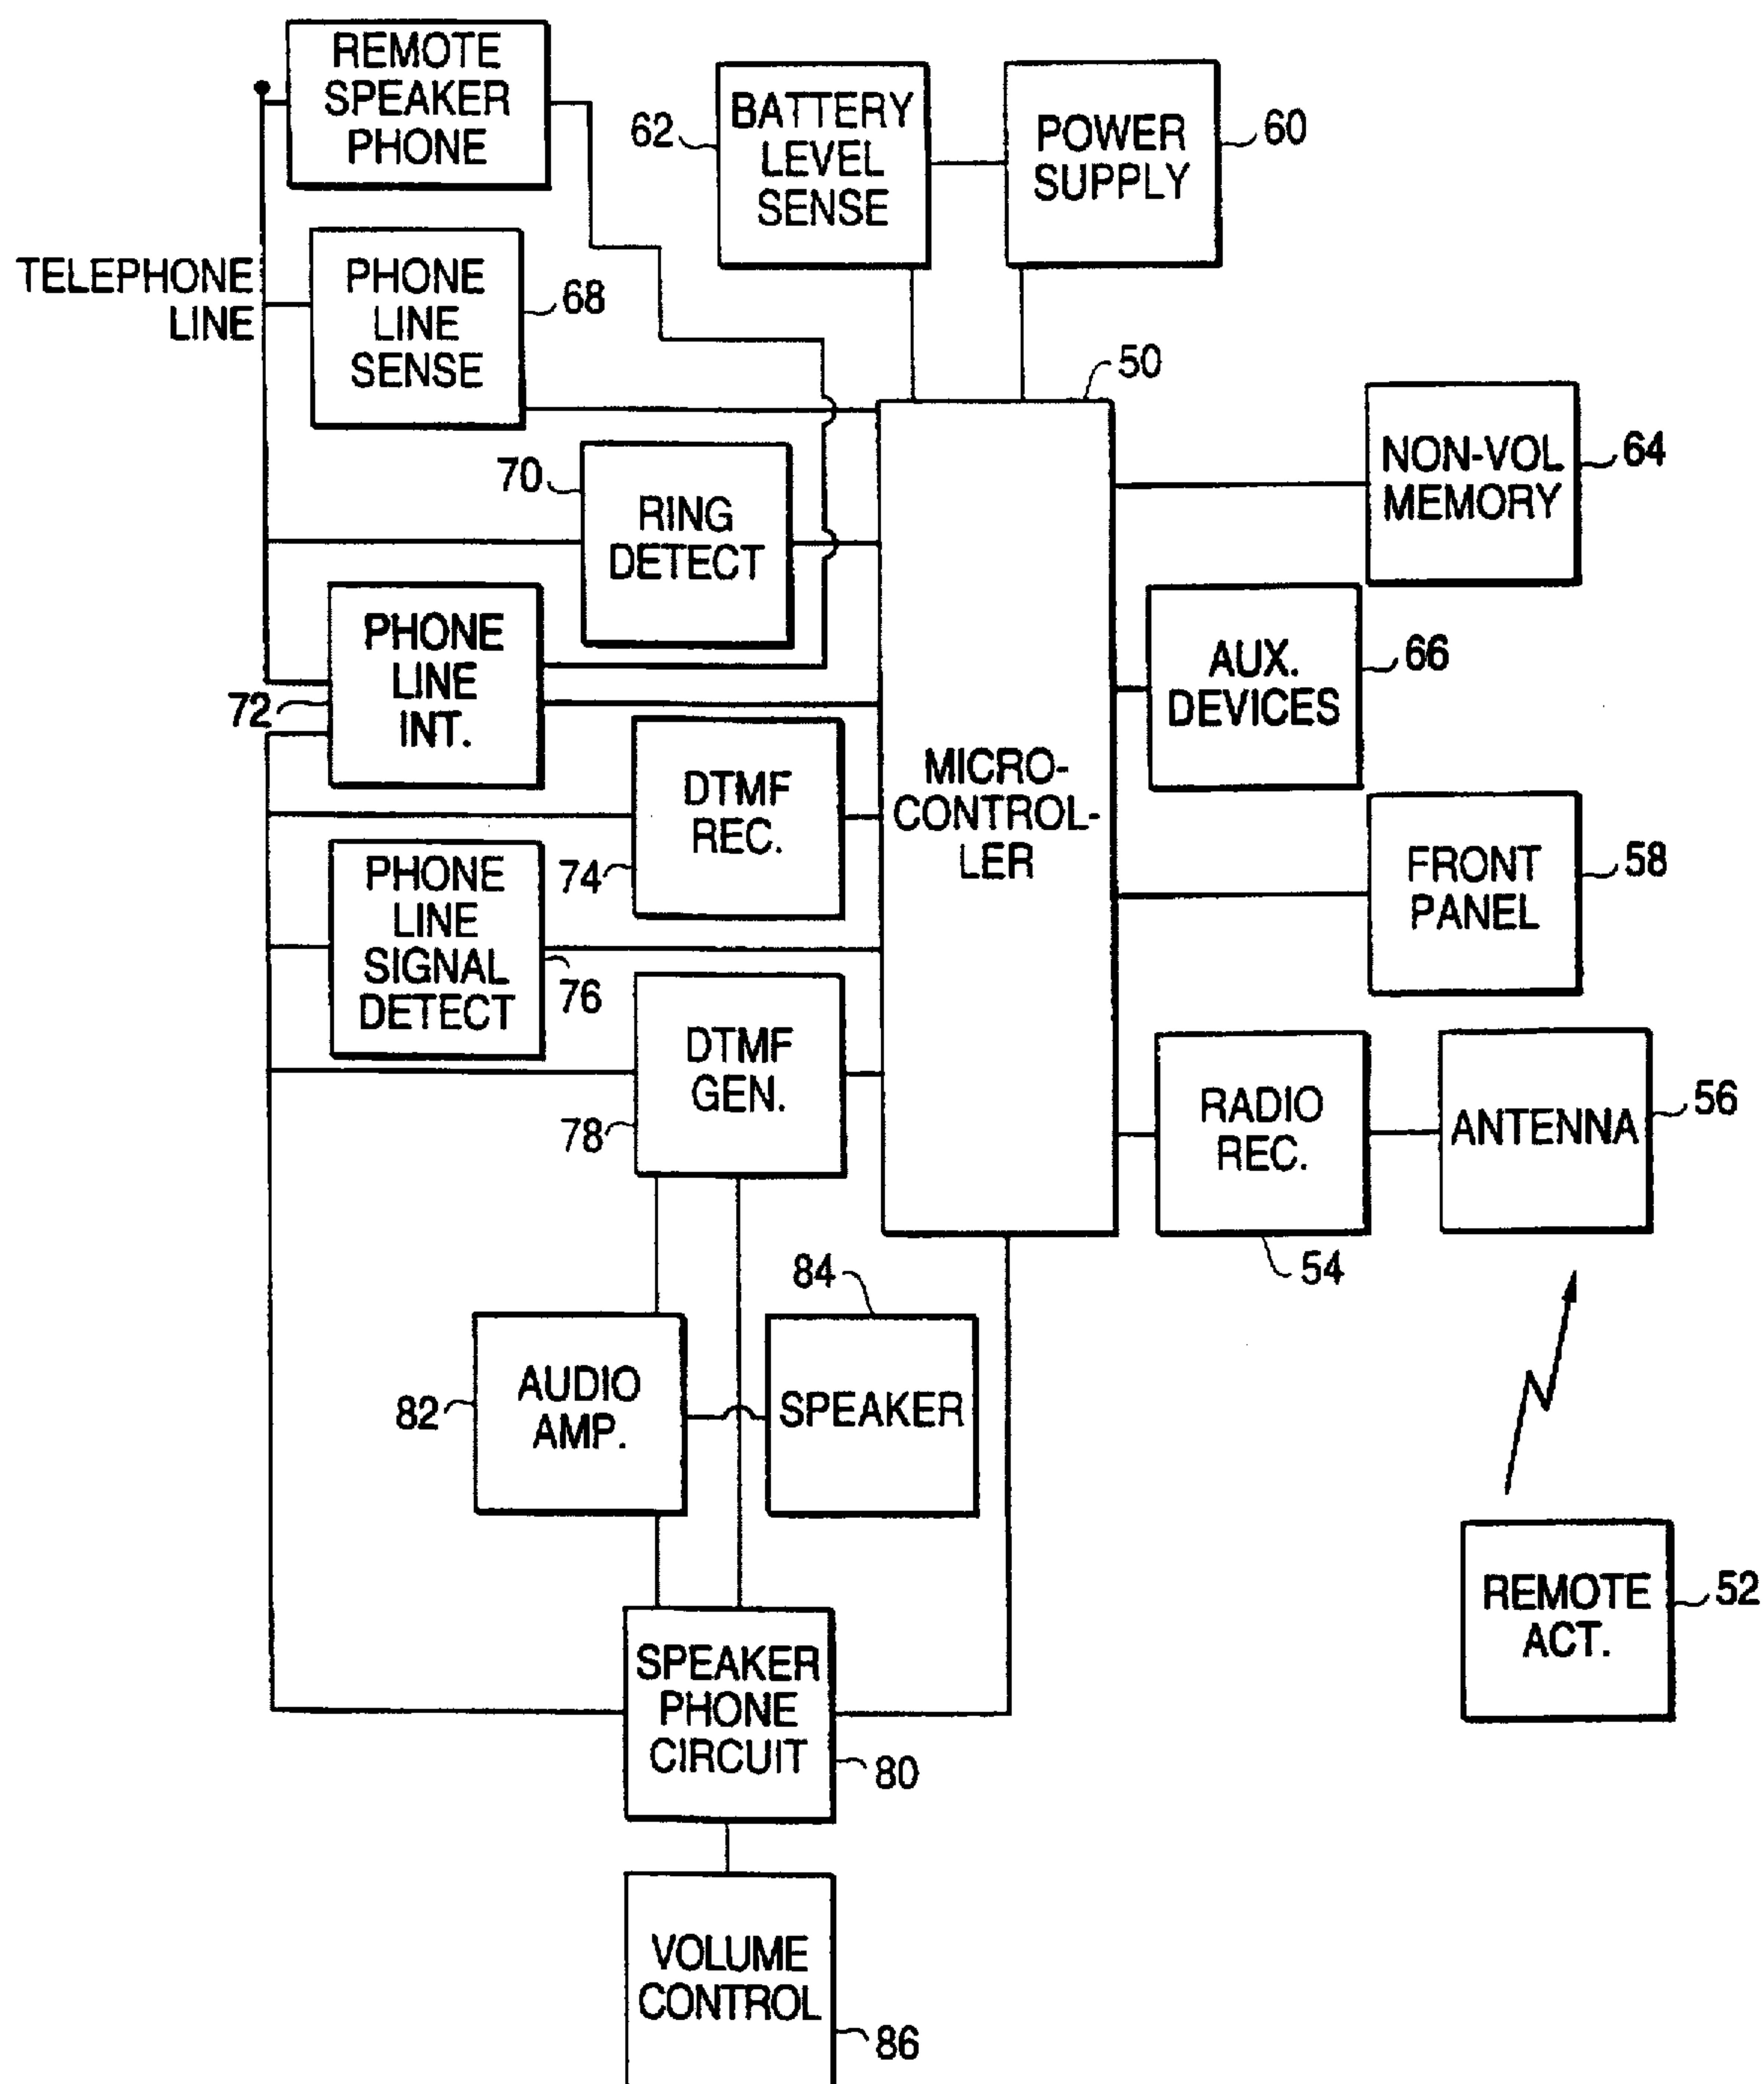 REMOTE
SPEAKER
PHONE
BATTERY
LEVEL
SENSE
62
POWER
SUPPLY
60
TELEPHONE
LINE
PHONE
LINE
SENSE
68
50
MICRO-
CONTROL-
LER
NON-VOL
MEMORY
64
70
RING
DETECT
AUX.
DEVICES
66
PHONE
LINE
INT.
72
DTMF
REC.
74
FRONT
PANEL
58
PHONE
LINE
SIGNAL
DETECT
76
DTMF
GEN.
78
RADIO
REC.
54
ANTENNA
56
84
AUDIO
AMP.
82
SPEAKER
REMOTE
ACT.
52
SPEAKER
PHONE
CIRCUIT
80
VOLUME
CONTROL
86